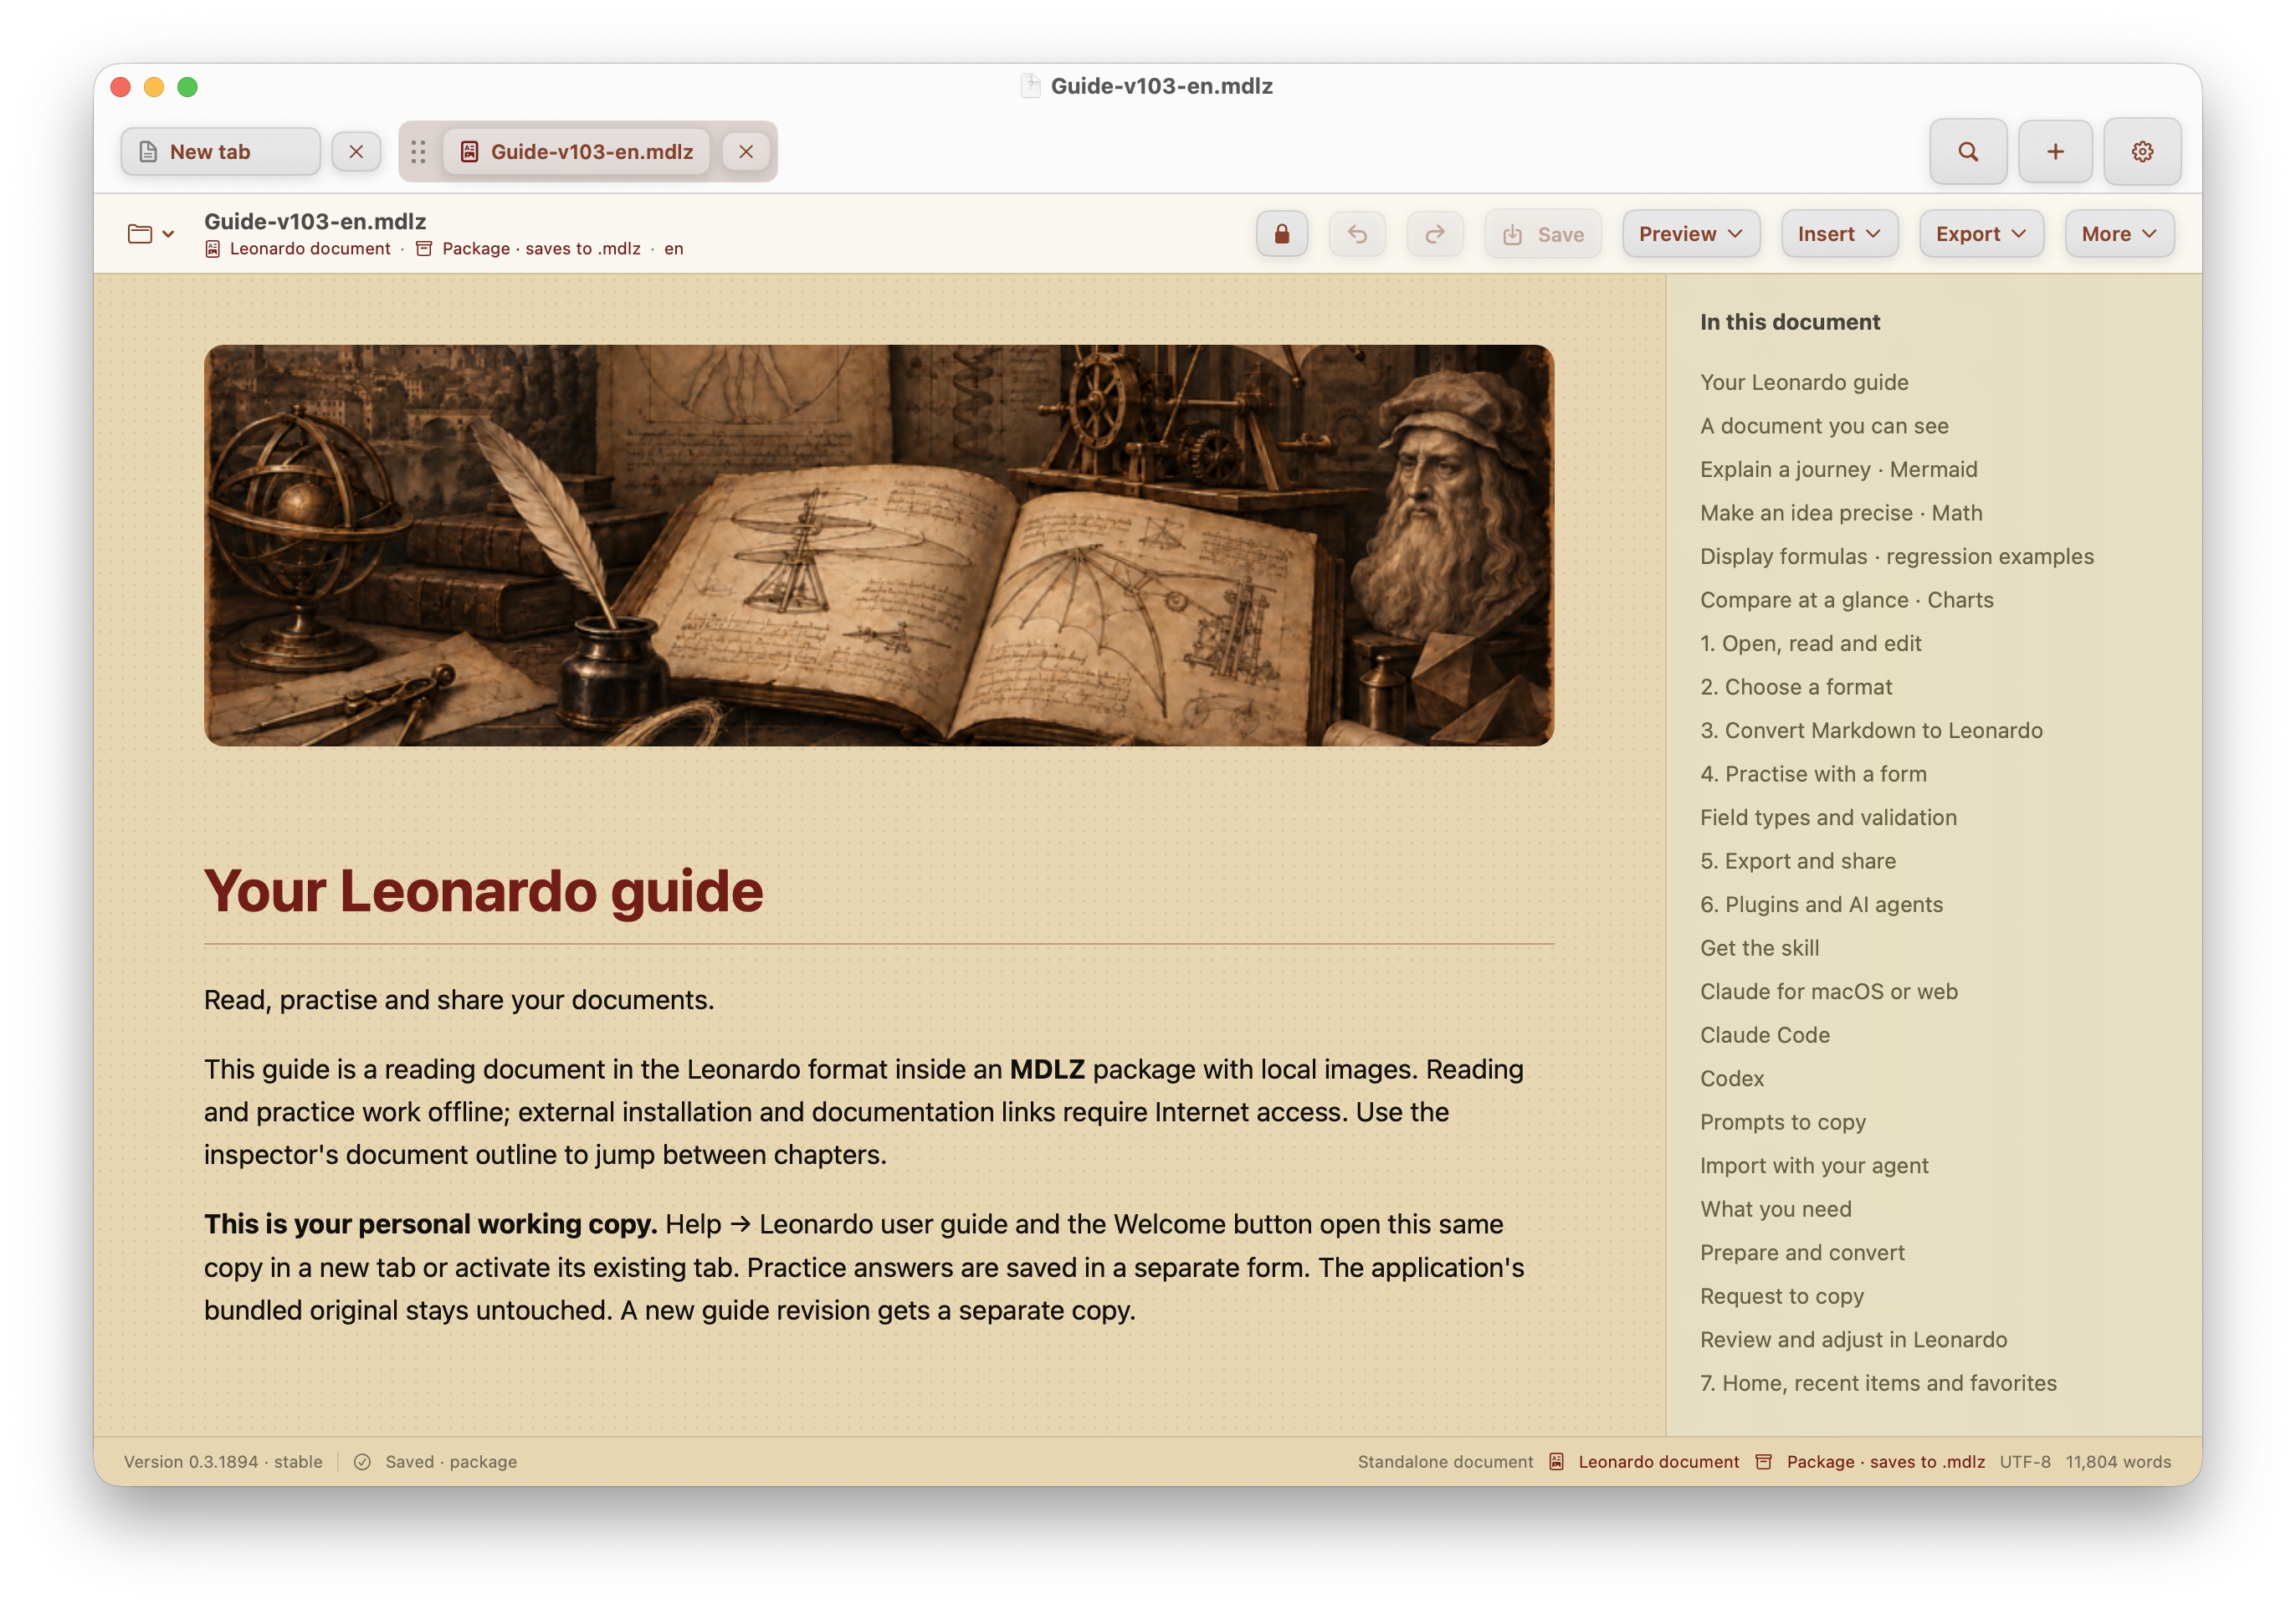 Guide-v103-en.mdlz
New tab
Guide-v103-en.mdlz
Guide-v103-en.mdlz
Leonardo document · Package · saves to .mdlz · en
Save
Preview
Insert
Export
More
Your Leonardo guide
Read, practise and share your documents.
This guide is a reading document in the Leonardo format inside an MDLZ package with local images. Reading
and practice work offline; external installation and documentation links require Internet access. Use the
inspector's document outline to jump between chapters.
This is your personal working copy. Help → Leonardo user guide and the Welcome button open this same
copy in a new tab or activate its existing tab. Practice answers are saved in a separate form. The application's
bundled original stays untouched. A new guide revision gets a separate copy.
In this document
Your Leonardo guide
A document you can see
Explain a journey · Mermaid
Make an idea precise · Math
Display formulas · regression examples
Compare at a glance · Charts
1. Open, read and edit
2. Choose a format
3. Convert Markdown to Leonardo
4. Practise with a form
Field types and validation
5. Export and share
6. Plugins and AI agents
Get the skill
Claude for macOS or web
Claude Code
Codex
Prompts to copy
Import with your agent
What you need
Prepare and convert
Request to copy
Review and adjust in Leonardo
7. Home, recent items and favorites
Version 0.3.1894 · stable
Saved · package
Standalone document
Leonardo document
Package · saves to .mdlz
UTF-8
11,804 words